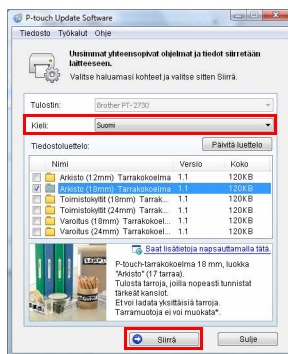 P-touch Update Software
Tiedosto Työkalut Ohje
Uusimmat yhteensopivat ohjelmat ja tiedot siirretään
laitteeseen.
Valitse haluamasi kohteet ja valitse sitten Siirrä.
Tulostin: Brother PT-2730
Kieli: Suomi
Tiedostoluettelo: Päivitä luettelo
Nimi Versio Koko
Arkisto (12mm) Tarrakokoelma 1.1 120KB
Arkisto (18mm) Tarrakokoelma 1.1 120KB
Toimistokyltit (18mm) Tarrak... 1.1 120KB
Toimistokyltit (24mm) Tarrak... 1.1 120KB
Varoitus (18mm) Tarrakokoel... 1.1 120KB
Varoitus (24mm) Tarrakokoel... 1.1 120KB
Saat lisätietoja napsauttamalla tätä.
P-touch-tarrakokoelma 18 mm, luokka
"Arkisto" (17 tarraa).
Tulosta tarroja, joilla nopeasti tunnistat
tärkeät kansiot.
Et voi ladata yksittäisiä tarroja.
Tarramuotoja ei voi muokata*.
Siirrä Sulje